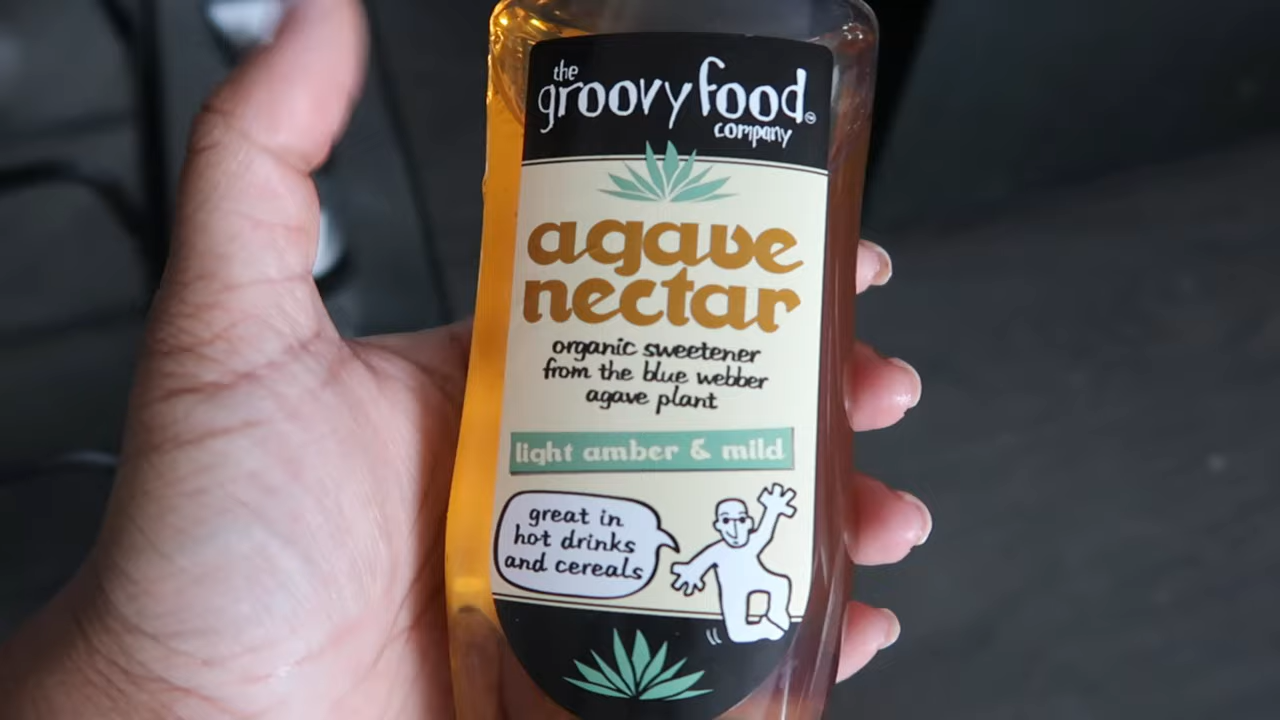 the
groovy food
company
agave
nectar
organic sweetener
from the blue webber
agave plant
light amber & mild
great in
hot drinks
and cereals